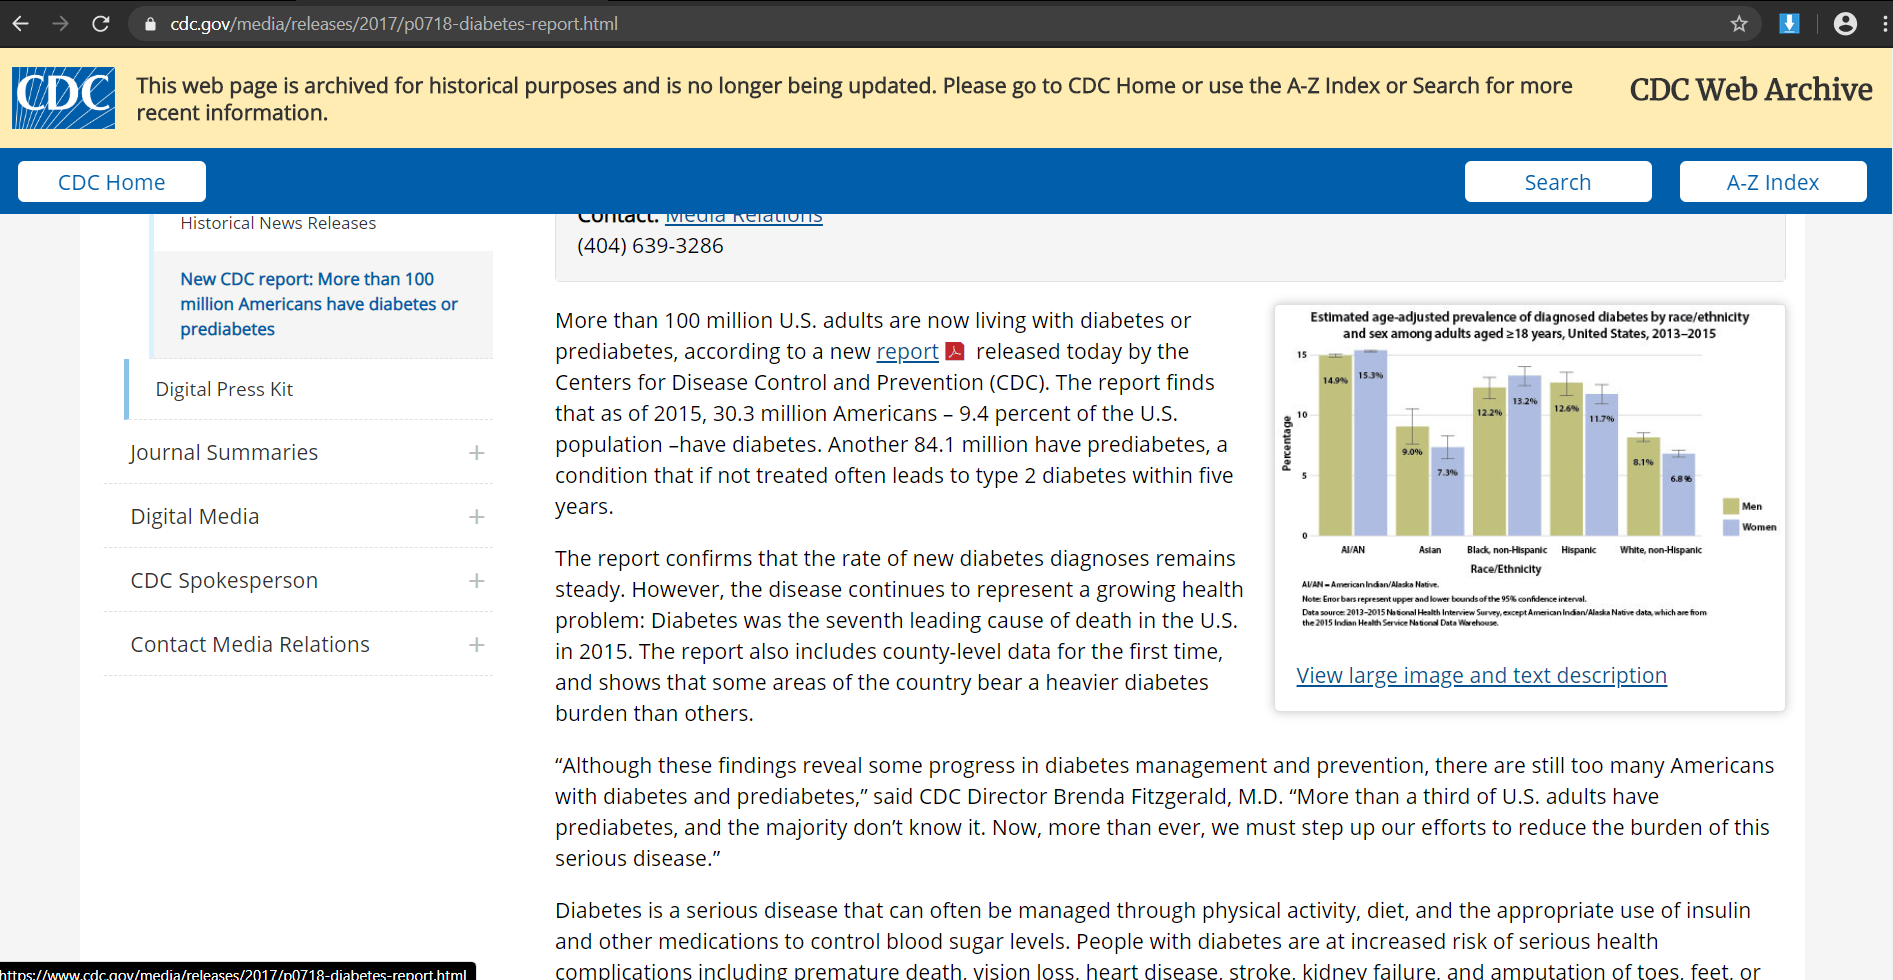 cdc.gov/media/releases/2017/p0718-diabetes-report.html
CDC
This web page is archived for historical purposes and is no longer being updated. Please go to CDC Home or use the A-Z Index or Search for more
recent information.
CDC Web Archive
CDC Home
Search
A-Z Index
Historical News Releases
New CDC report: More than 100
million Americans have diabetes or
prediabetes
Digital Press Kit
Journal Summaries
Digital Media
CDC Spokesperson
Contact Media Relations
Contact: Media Relations
(404) 639-3286
More than 100 million U.S. adults are now living with diabetes or
prediabetes, according to a new report released today by the
Centers for Disease Control and Prevention (CDC). The report finds
that as of 2015, 30.3 million Americans – 9.4 percent of the U.S.
population –have diabetes. Another 84.1 million have prediabetes, a
condition that if not treated often leads to type 2 diabetes within five
years.
The report confirms that the rate of new diabetes diagnoses remains
steady. However, the disease continues to represent a growing health
problem: Diabetes was the seventh leading cause of death in the U.S.
in 2015. The report also includes county-level data for the first time,
and shows that some areas of the country bear a heavier diabetes
burden than others.
Estimated age-adjusted prevalence of diagnosed diabetes by race/ethnicity
and sex among adults aged ≥18 years, United States, 2013–2015
Percentage
15
10
5
0
14.9%
15.3%
9.0%
7.3%
12.2%
13.2%
12.6%
11.7%
8.1%
6.8%
Men
Women
AI/AN
Asian
Black, non-Hispanic
Hispanic
White, non-Hispanic
Race/Ethnicity
AI/AN = American Indian/Alaska Native.
Note: Error bars represent upper and lower bounds of the 95% confidence interval.
Data source: 2013–2015 National Health Interview Survey, except American Indian/Alaska Native data, which are from
the 2015 Indian Health Service National Data Warehouse.
View large image and text description
“Although these findings reveal some progress in diabetes management and prevention, there are still too many Americans
with diabetes and prediabetes,” said CDC Director Brenda Fitzgerald, M.D. “More than a third of U.S. adults have
prediabetes, and the majority don’t know it. Now, more than ever, we must step up our efforts to reduce the burden of this
serious disease.”
Diabetes is a serious disease that can often be managed through physical activity, diet, and the appropriate use of insulin
and other medications to control blood sugar levels. People with diabetes are at increased risk of serious health
complications including premature death, vision loss, heart disease, stroke, kidney failure, and amputation of toes, feet, or
https://www.cdc.gov/media/releases/2017/p0718-diabetes-report.html